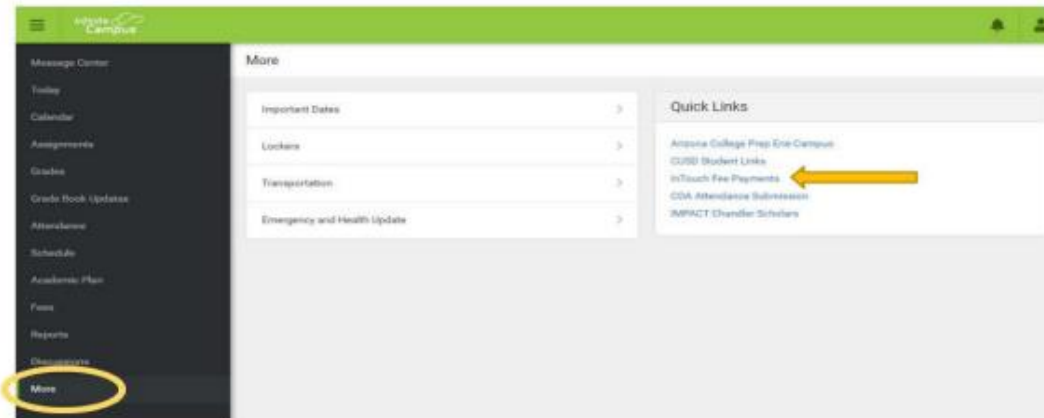 Campus
Message Center
Today
Calendar
Assignments
Grades
Grade Book Updates
Attendance
Schedule
Academic Plan
Fees
Reports
Discussions
More
More
Important Dates
Lockers
Transportation
Emergency and Health Update
Quick Links
Arizona College Prep Erie Campus
CUSD Student Links
InTouch Fee Payments
COA Attendance Submission
IMPACT Chandler Scholars